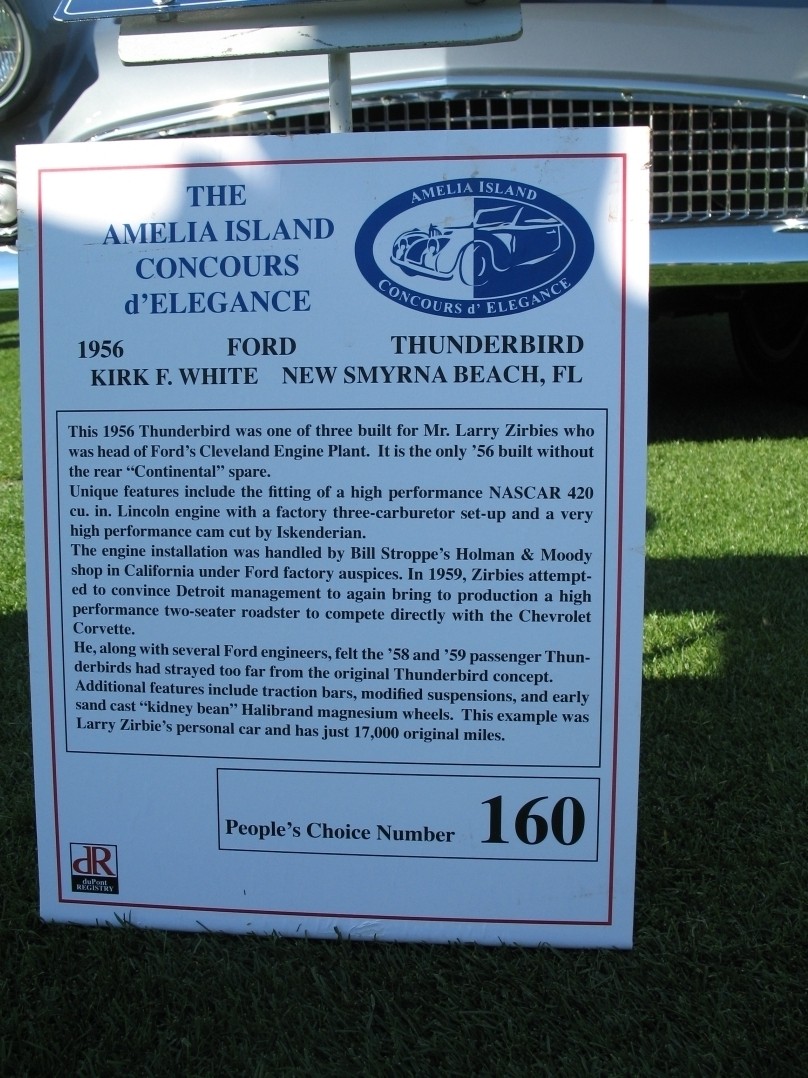 THE
AMELIA ISLAND
CONCOURS
d'ELEGANCE
AMELIA ISLAND
CONCOURS d' ELEGANCE
1956 FORD THUNDERBIRD
KIRK F. WHITE NEW SMYRNA BEACH, FL
This 1956 Thunderbird was one of three built for Mr. Larry Zirbies who
was head of Ford's Cleveland Engine Plant. It is the only '56 built without
the rear “Continental” spare.
Unique features include the fitting of a high performance NASCAR 420
cu. in. Lincoln engine with a factory three-carburetor set-up and a very
high performance cam cut by Iskenderian.
The engine installation was handled by Bill Stroppe's Holman & Moody
shop in California under Ford factory auspices. In 1959, Zirbies attempt-
ed to convince Detroit management to again bring to production a high
performance two-seater roadster to compete directly with the Chevrolet
Corvette.
He, along with several Ford engineers, felt the '58 and '59 passenger Thun-
derbirds had strayed too far from the original Thunderbird concept.
Additional features include traction bars, modified suspensions, and early
sand cast “kidney bean” Halibrand magnesium wheels. This example was
Larry Zirbie's personal car and has just 17,000 original miles.
People's Choice Number 160
dR
duPont
REGISTRY